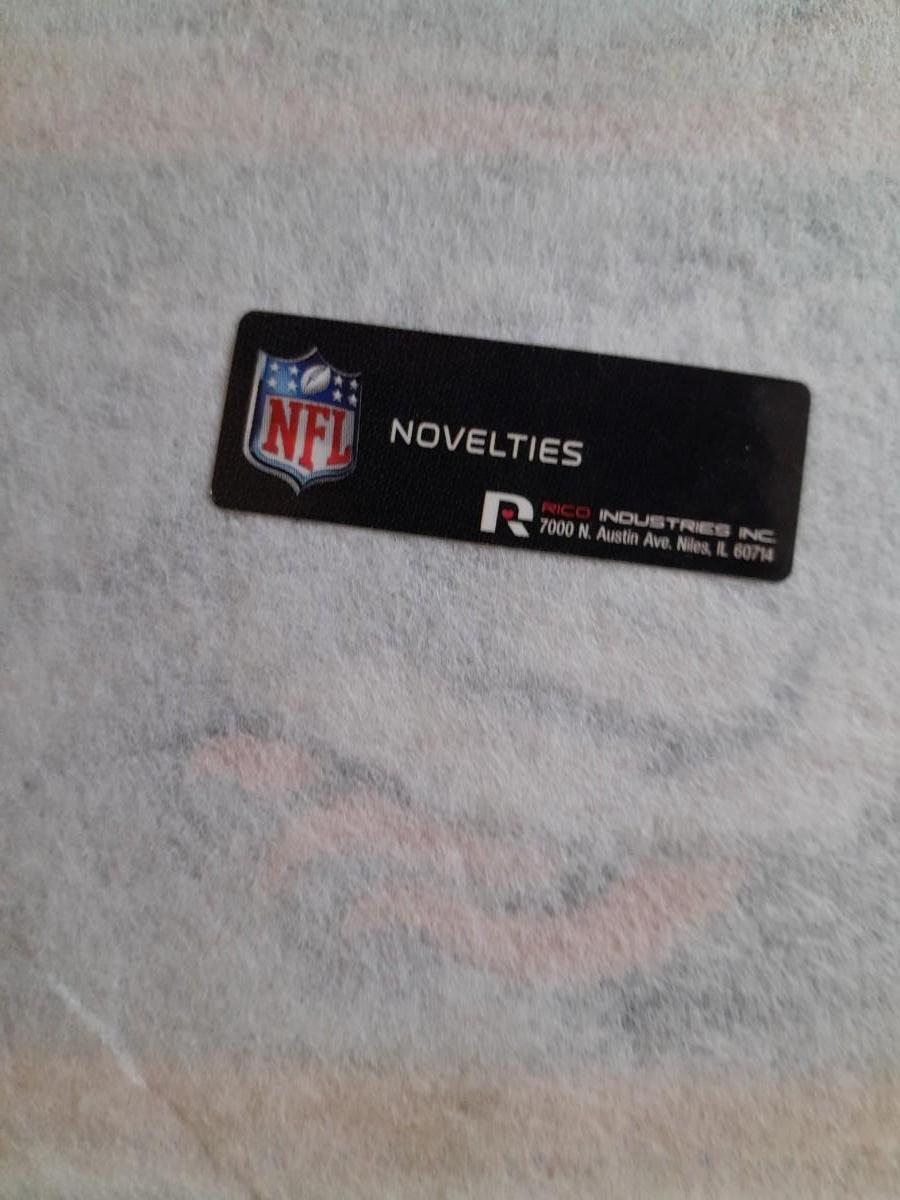 NFL
NOVELTIES
R RICO INDUSTRIES INC.
7000 N. Austin Ave. Niles, IL 60714